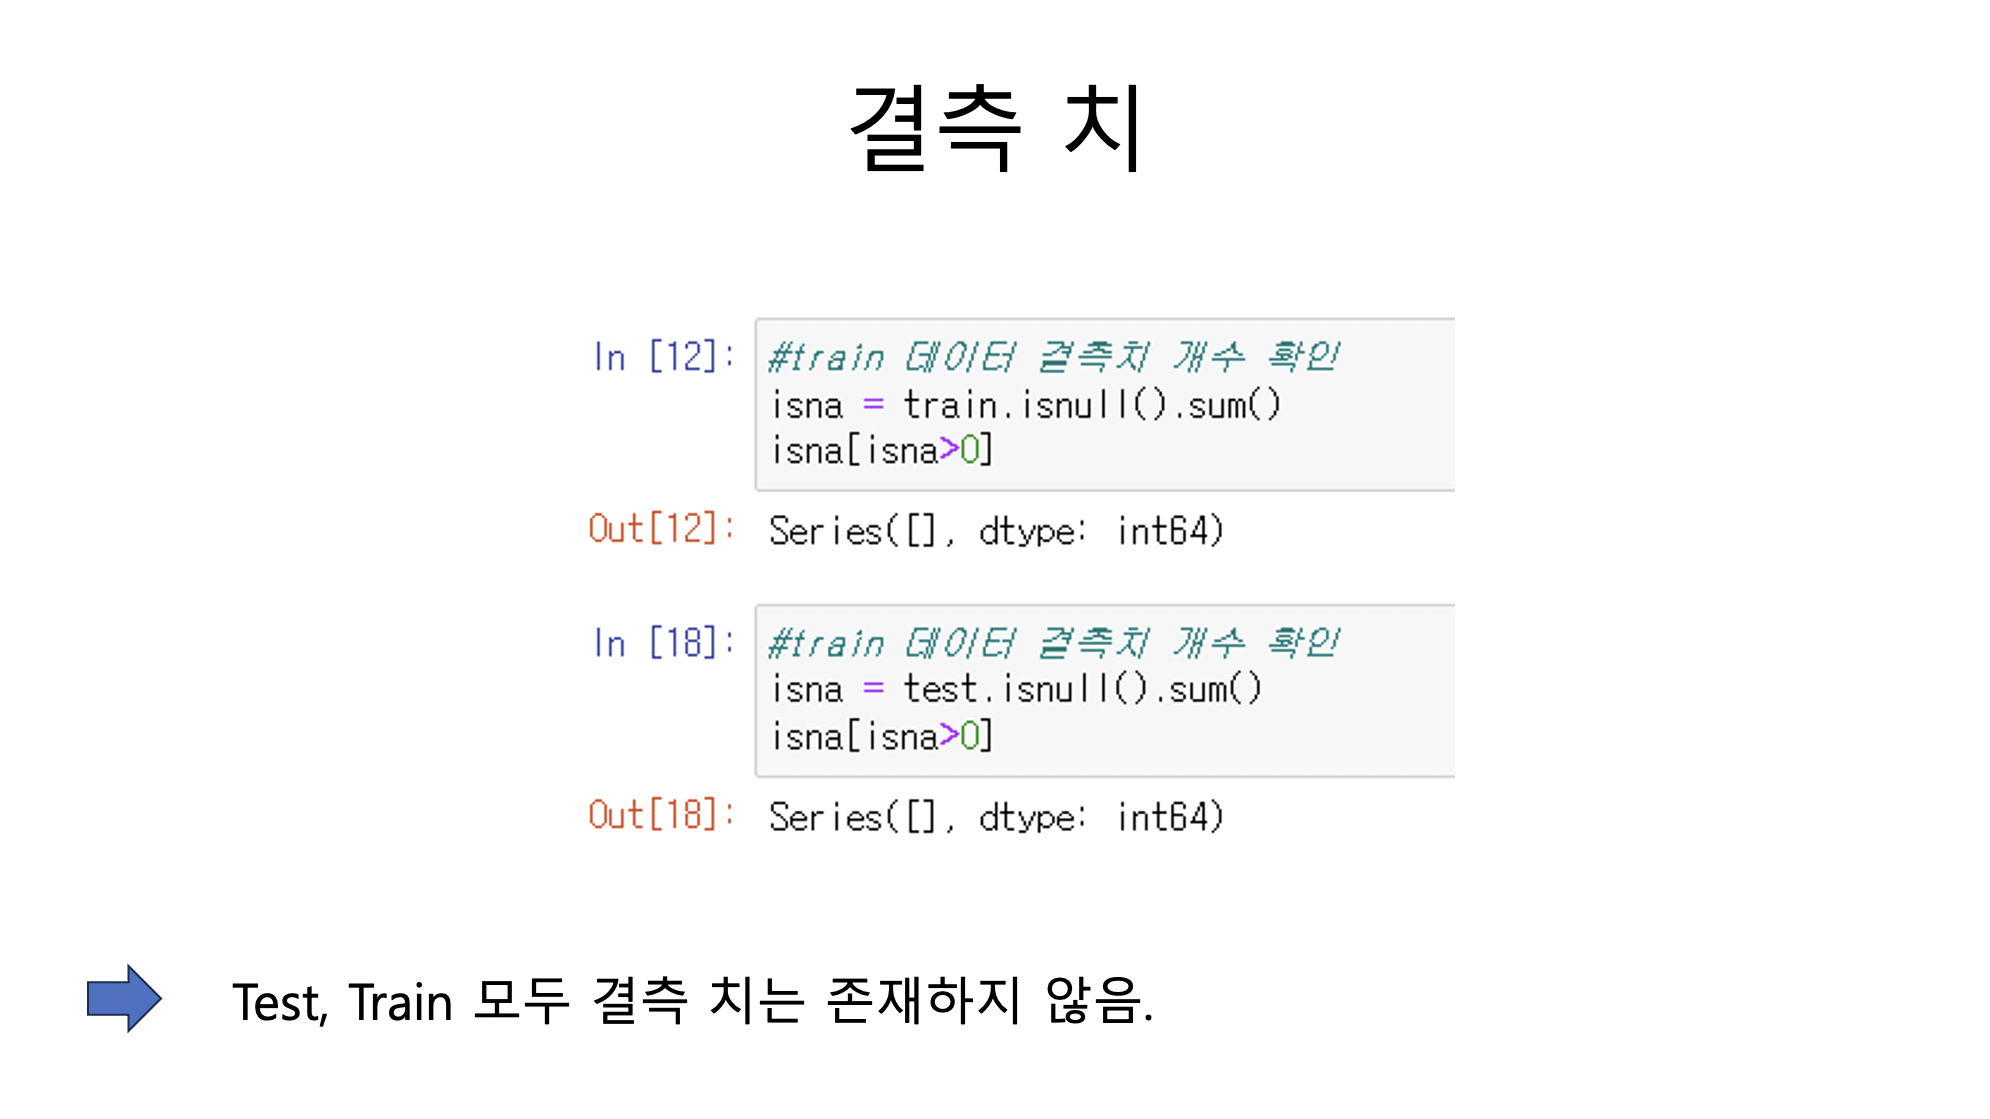 결측 치
In [12]:
#train 데이터 결측치 개수 확인
isna = train.isnull().sum()
isna[isna>0]
Out[12]: Series([], dtype: int64)
In [18]:
#train 데이터 결측치 개수 확인
isna = test.isnull().sum()
isna[isna>0]
Out[18]: Series([], dtype: int64)
Test, Train 모두 결측 치는 존재하지 않음.